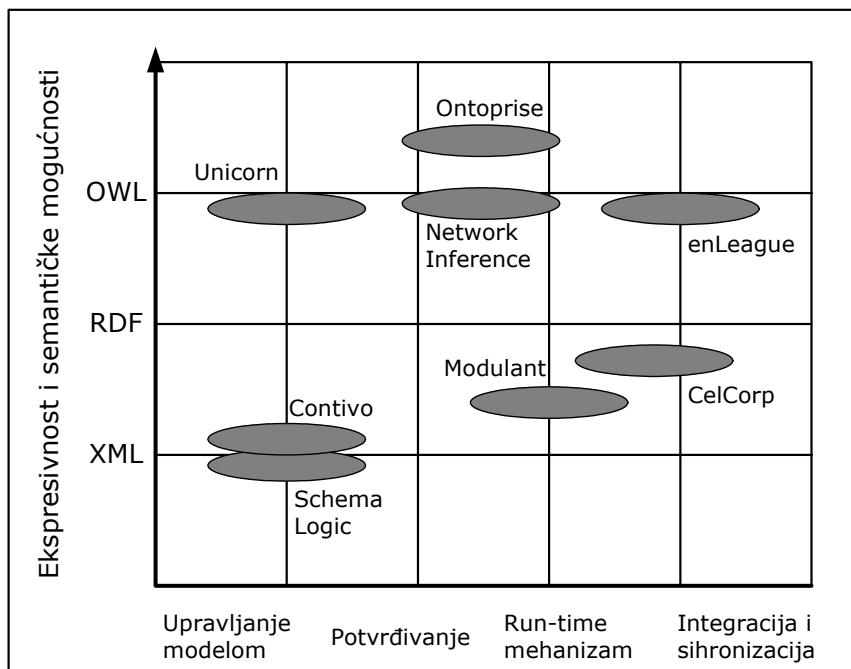 Ekspresivnost i semantičke mogućnosti
Ontoprise
Unicorn
OWL
Network
Inference
enLeague
RDF
Modulant
CelCorp
Contivo
XML
Schema
Logic
Upravljanje
modelom
Potvrđivanje
Run-time
mehanizam
Integracija i
sihronizacija